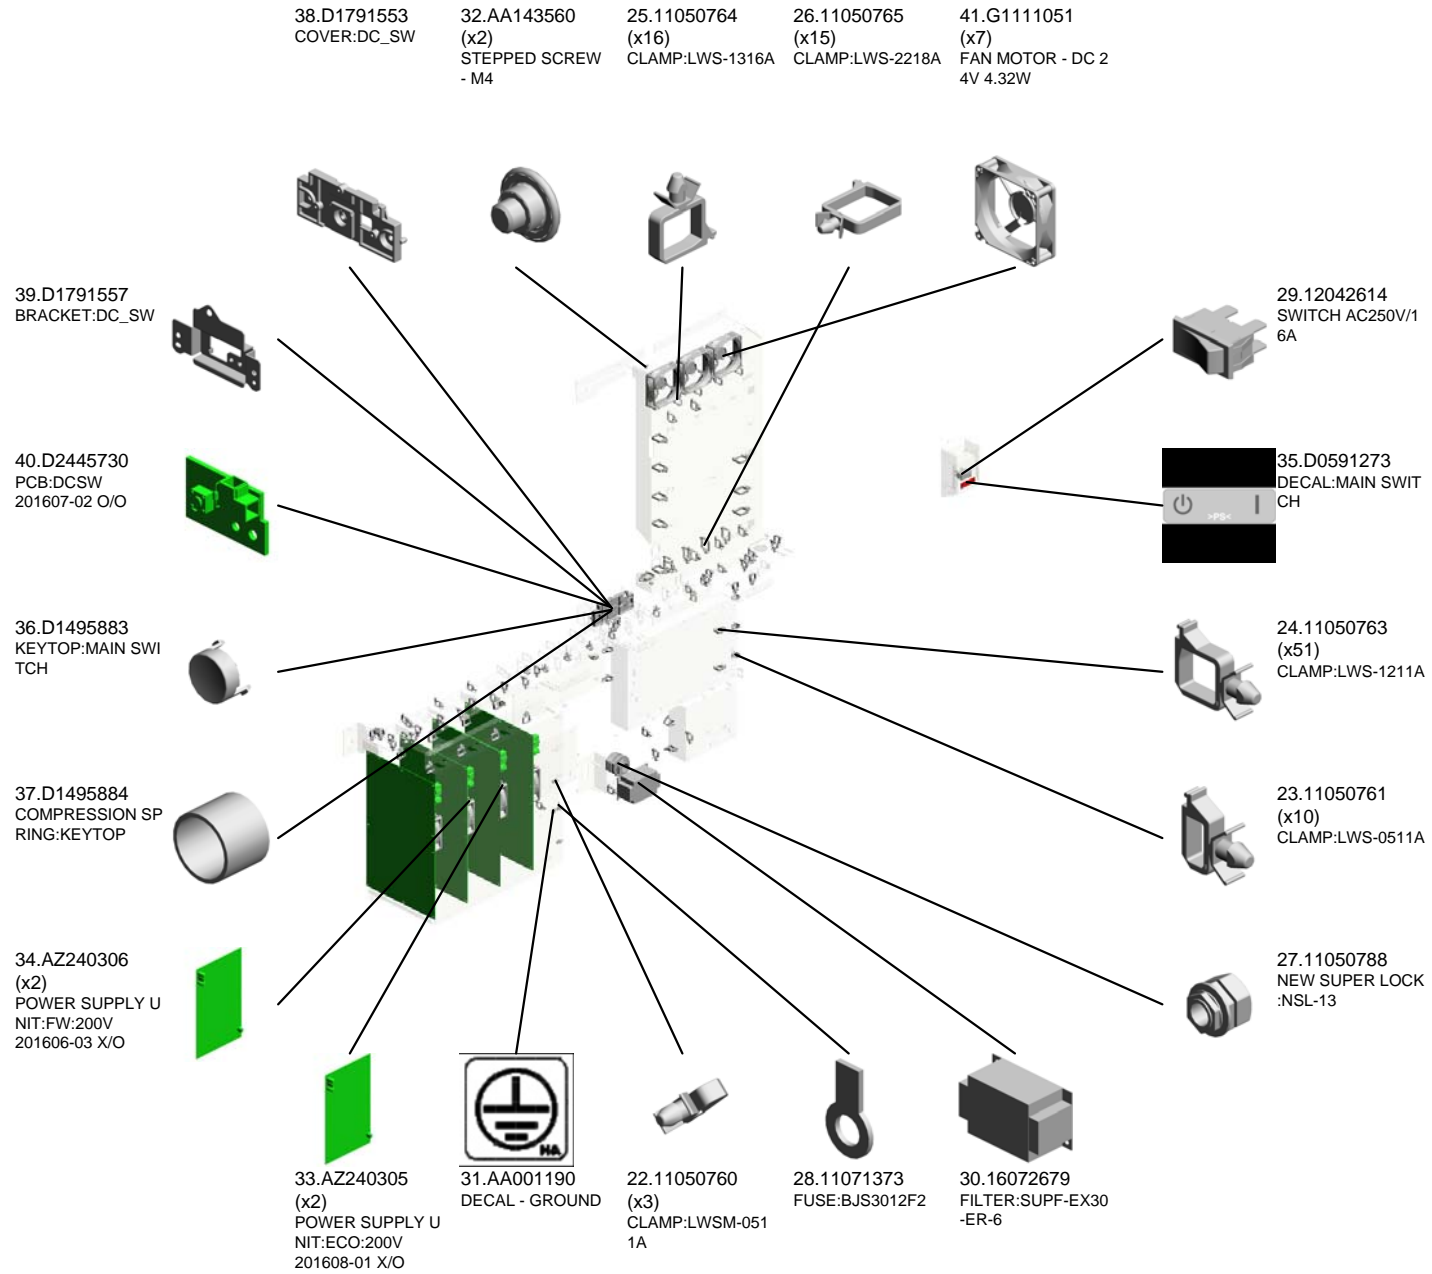 38.D1791553
COVER:DC_SW
32.AA143560
(x2)
STEPPED SCREW
- M4
25.11050764
(x16)
CLAMP:LWS-1316A
26.11050765
(x15)
CLAMP:LWS-2218A
41.G1111051
(x7)
FAN MOTOR - DC 2
4V 4.32W
39.D1791557
BRACKET:DC_SW
29.12042614
SWITCH AC250V/1
6A
40.D2445730
PCB:DCSW
201607-02 O/O
35.D0591273
DECAL:MAIN SWIT
CH
>PS<
36.D1495883
KEYTOP:MAIN SWI
TCH
24.11050763
(x51)
CLAMP:LWS-1211A
37.D1495884
COMPRESSION SP
RING:KEYTOP
23.11050761
(x10)
CLAMP:LWS-0511A
34.AZ240306
(x2)
POWER SUPPLY U
NIT:FW:200V
201606-03 X/O
27.11050788
NEW SUPER LOCK
:NSL-13
HA
33.AZ240305
(x2)
POWER SUPPLY U
NIT:ECO:200V
201608-01 X/O
31.AA001190
DECAL - GROUND
22.11050760
(x3)
CLAMP:LWSM-051
1A
28.11071373
FUSE:BJS3012F2
30.16072679
FILTER:SUPF-EX30
-ER-6